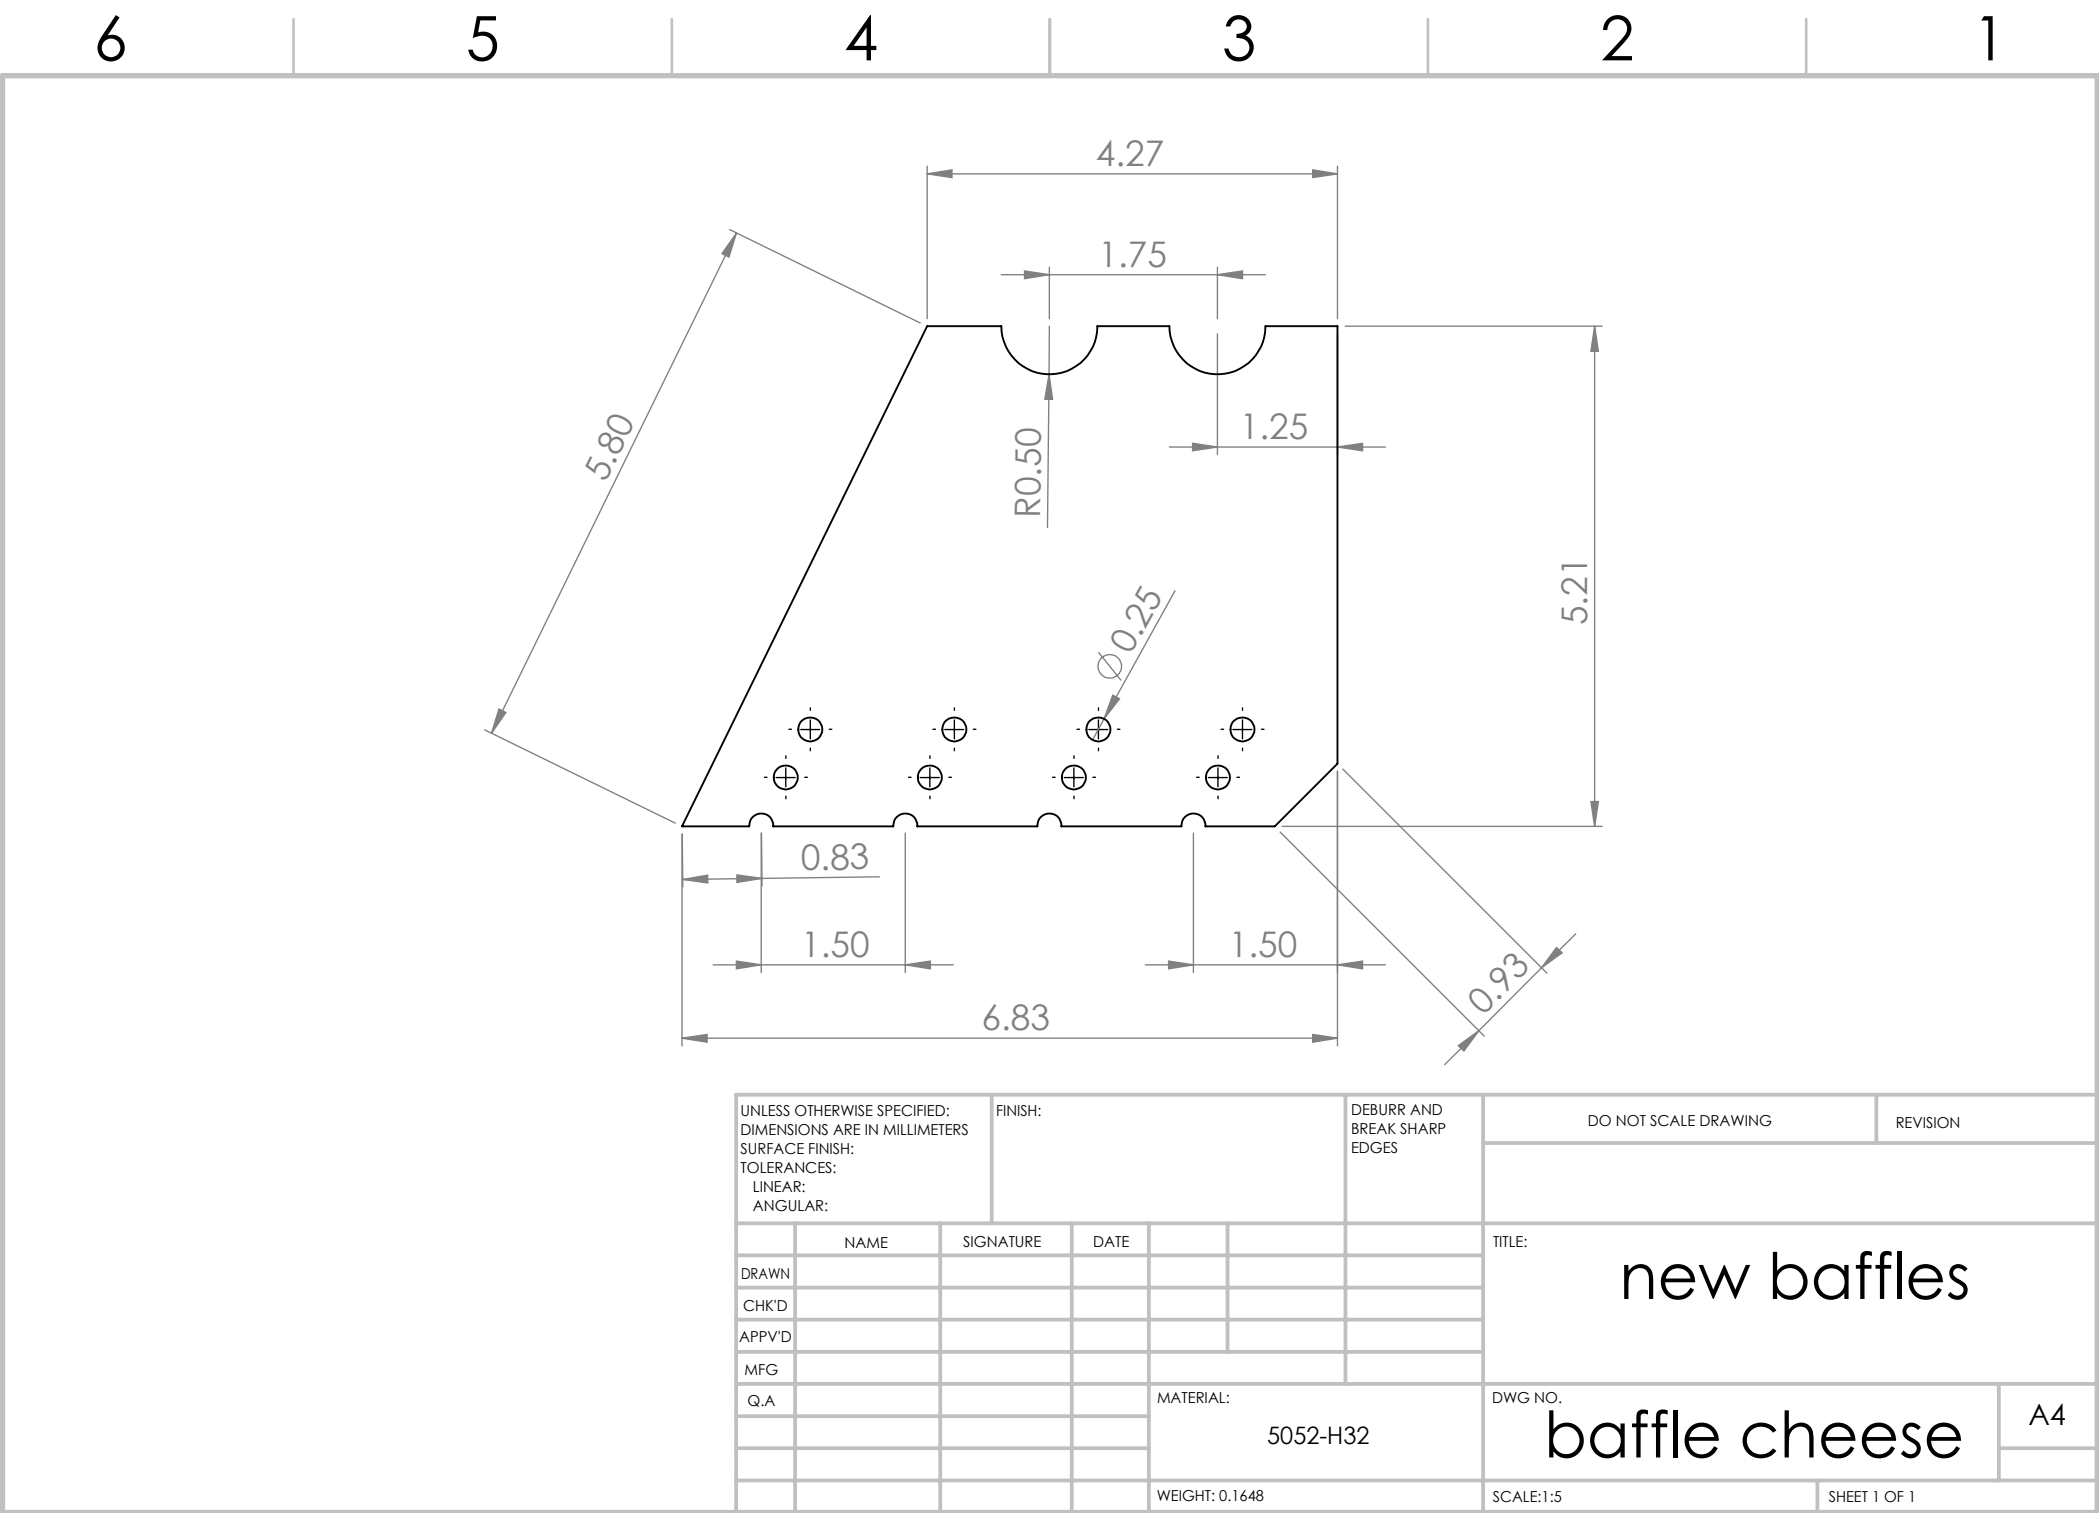 6 5 4 3 2 1
4.27
1.75
5.80
R0.50
1.25
5.21
Ø0.25
0.83
1.50
1.50
0.93
6.83
UNLESS OTHERWISE SPECIFIED:
DIMENSIONS ARE IN MILLIMETERS
SURFACE FINISH:
TOLERANCES:
LINEAR:
ANGULAR:
FINISH:
DEBURR AND
BREAK SHARP
EDGES
DO NOT SCALE DRAWING
REVISION
NAME SIGNATURE DATE
DRAWN
CHK'D
APPV'D
MFG
Q.A
TITLE:
new baffles
MATERIAL:
5052-H32
DWG NO.
baffle cheese
A4
WEIGHT: 0.1648
SCALE:1:5
SHEET 1 OF 1